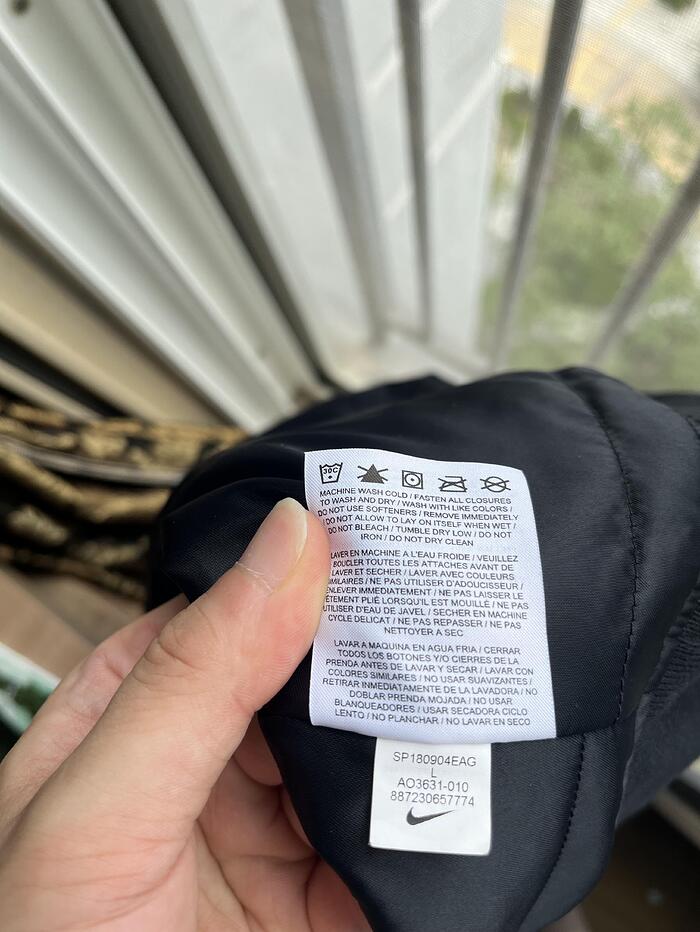 30C
MACHINE WASH COLD / FASTEN ALL CLOSURES
TO WASH AND DRY / WASH WITH LIKE COLORS /
DO NOT USE SOFTENERS / REMOVE IMMEDIATELY
/ DO NOT ALLOW TO LAY ON ITSELF WHEN WET /
DO NOT BLEACH / TUMBLE DRY LOW / DO NOT
IRON / DO NOT DRY CLEAN
LAVER EN MACHINE A L'EAU FROIDE / VEUILLEZ
BOUCLER TOUTES LES ATTACHES AVANT DE
LAVER ET SECHER / LAVER AVEC COULEURS
SIMILAIRES / NE PAS UTILISER D'ADOUCISSEUR /
ENLEVER IMMEDIATEMENT / NE PAS LAISSER LE
VÊTEMENT PLIÉ LORSQU'IL EST MOUILLÉ / NE PAS
UTILISER D'EAU DE JAVEL / SECHER EN MACHINE
CYCLE DELICAT / NE PAS REPASSER / NE PAS
NETTOYER A SEC
LAVAR A MAQUINA EN AGUA FRIA / CERRAR
TODOS LOS BOTONES Y/O CIERRES DE LA
PRENDA ANTES DE LAVAR Y SECAR / LAVAR CON
COLORES SIMILARES / NO USAR SUAVIZANTES /
RETIRAR INMEDIATAMENTE DE LA LAVADORA / NO
DOBLAR PRENDA MOJADA / NO USAR
BLANQUEADORES / USAR SECADORA CICLO
LENTO / NO PLANCHAR / NO LAVAR EN SECO
SP180904EAG
L
AO3631-010
887230657774